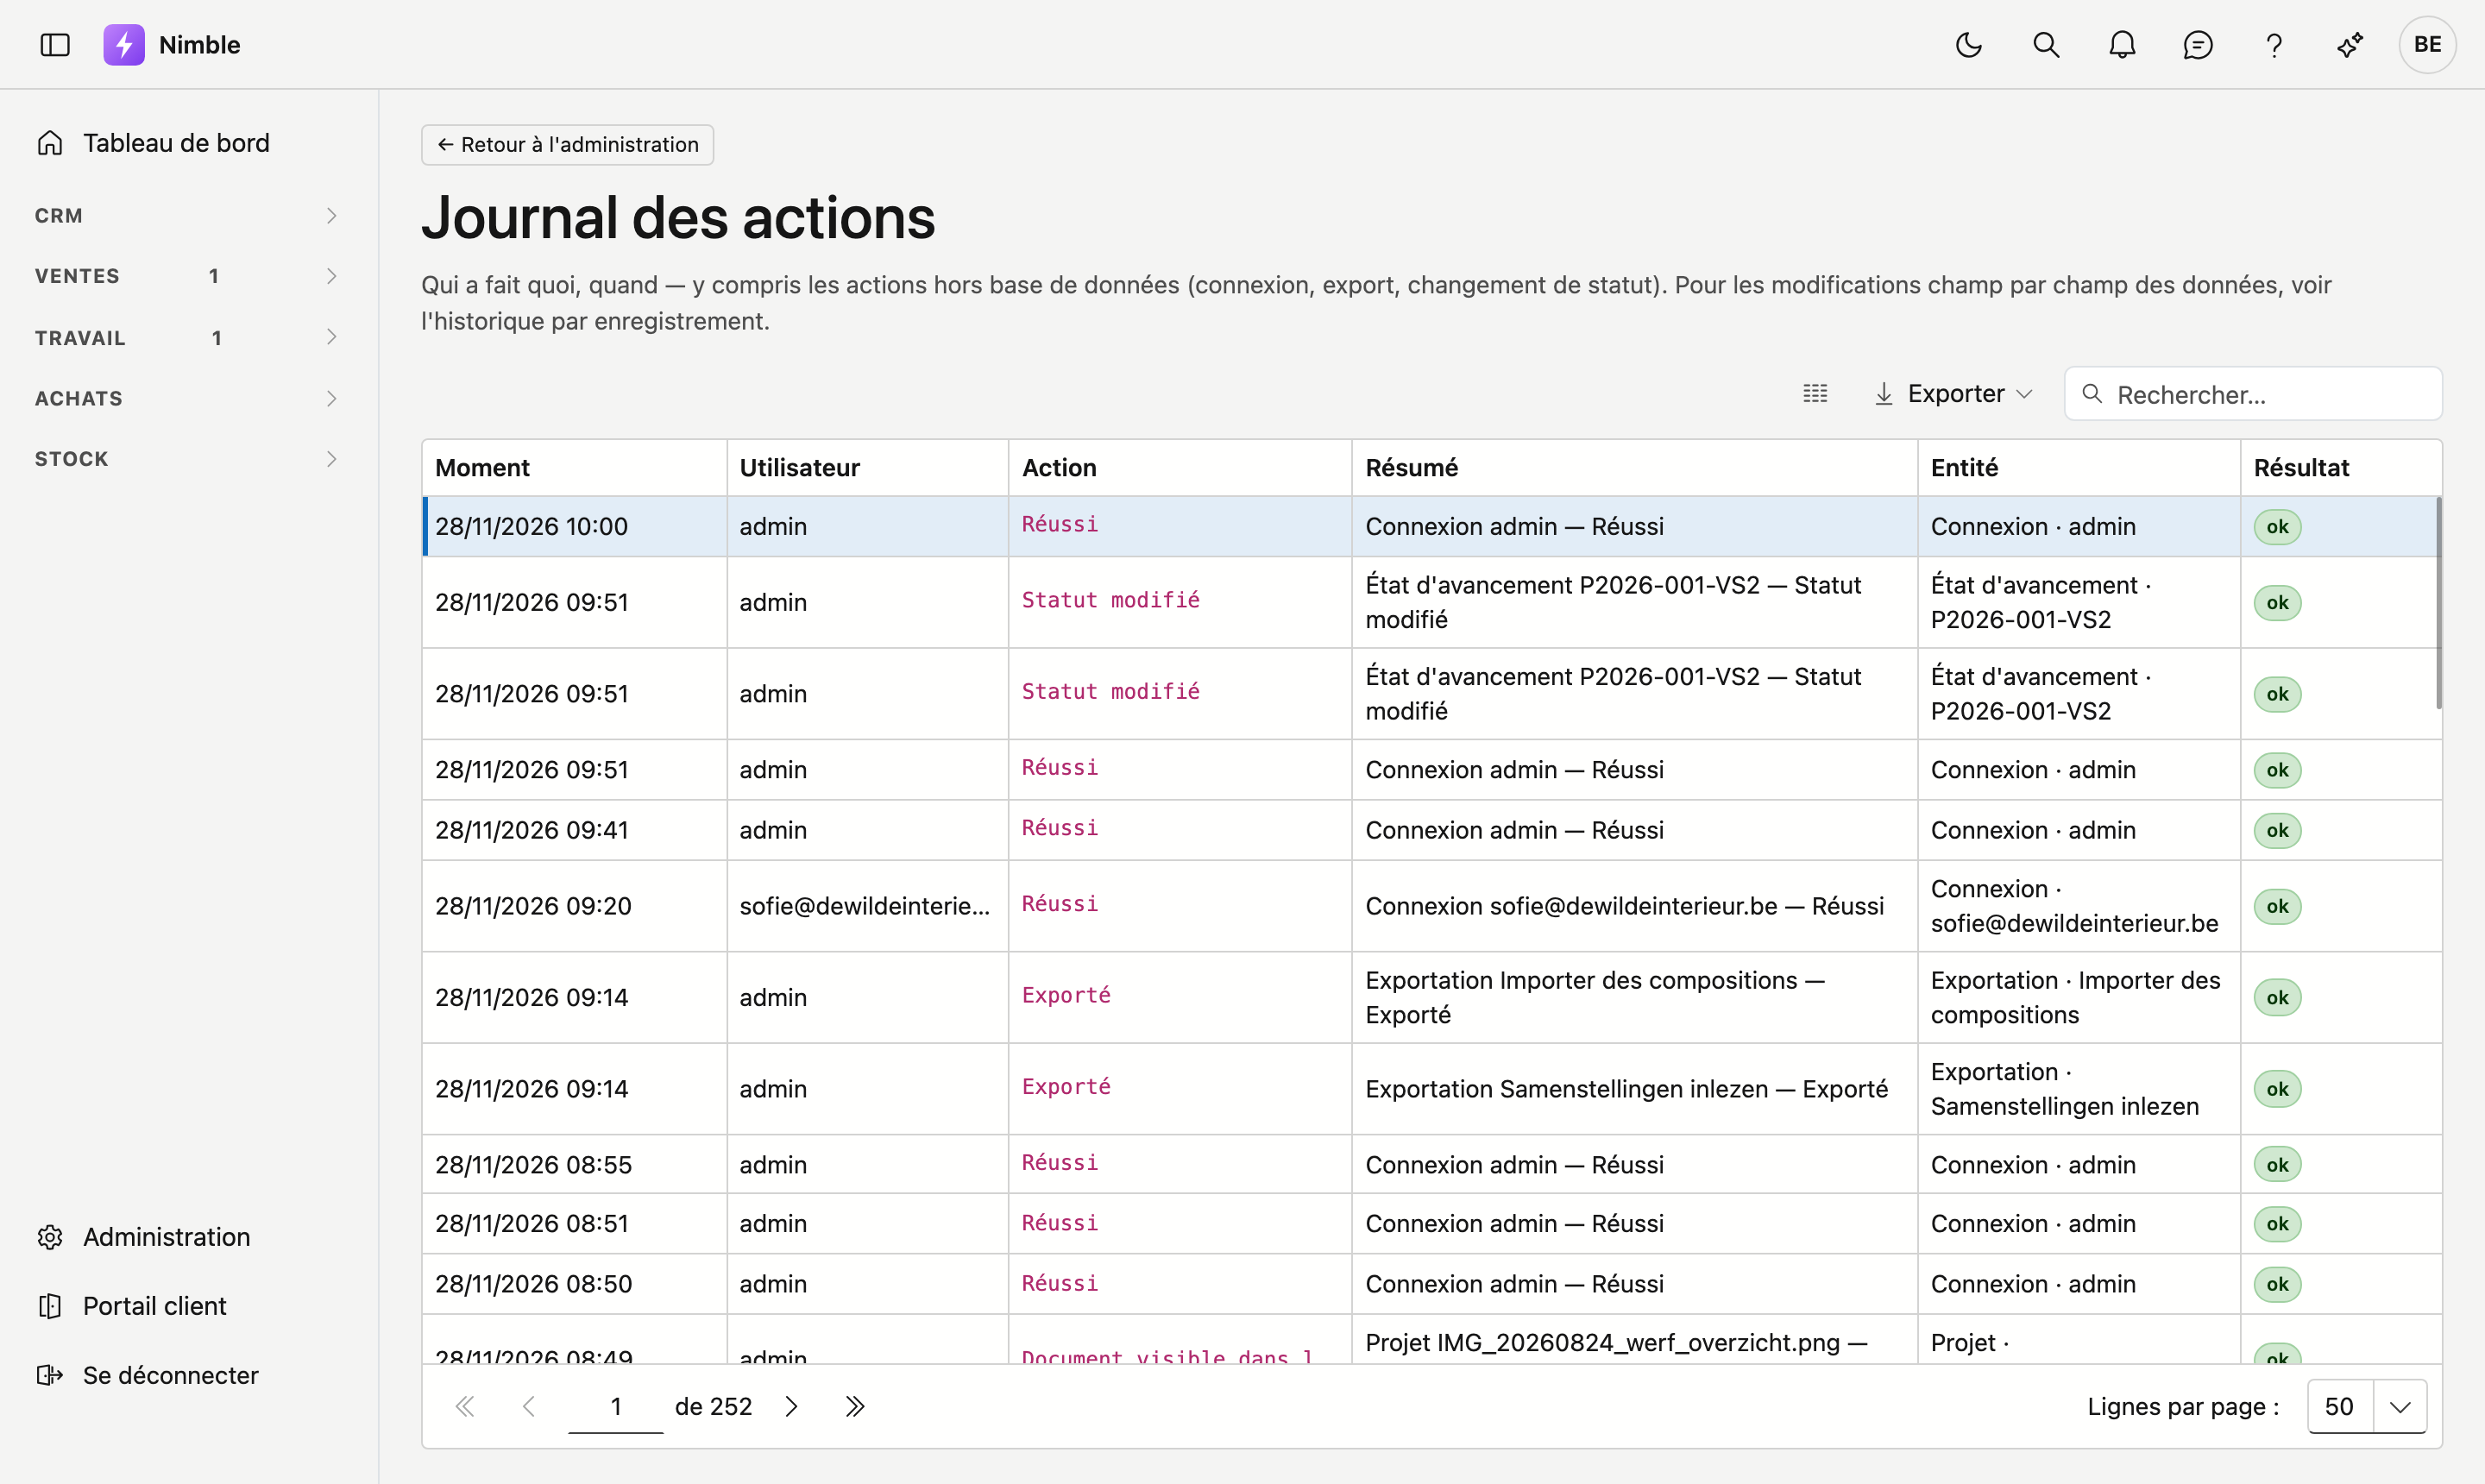 Nimble
BE
Tableau de bord
CRM
VENTES 1
TRAVAIL 1
ACHATS
STOCK
Administration
Portail client
Se déconnecter
← Retour à l'administration
Journal des actions
Qui a fait quoi, quand — y compris les actions hors base de données (connexion, export, changement de statut). Pour les modifications champ par champ des données, voir
l'historique par enregistrement.
Exporter
Rechercher...
Moment Utilisateur Action Résumé Entité Résultat
28/11/2026 10:00 admin Réussi Connexion admin — Réussi Connexion · admin ok
28/11/2026 09:51 admin Statut modifié État d'avancement P2026-001-VS2 — Statut modifié État d'avancement · P2026-001-VS2 ok
28/11/2026 09:51 admin Statut modifié État d'avancement P2026-001-VS2 — Statut modifié État d'avancement · P2026-001-VS2 ok
28/11/2026 09:51 admin Réussi Connexion admin — Réussi Connexion · admin ok
28/11/2026 09:41 admin Réussi Connexion admin — Réussi Connexion · admin ok
28/11/2026 09:20 sofie@dewildeinterie... Réussi Connexion sofie@dewildeinterieur.be — Réussi Connexion · sofie@dewildeinterieur.be ok
28/11/2026 09:14 admin Exporté Exportation Importer des compositions — Exporté Exportation · Importer des compositions ok
28/11/2026 09:14 admin Exporté Exportation Samenstellingen inlezen — Exporté Exportation · Samenstellingen inlezen ok
28/11/2026 08:55 admin Réussi Connexion admin — Réussi Connexion · admin ok
28/11/2026 08:51 admin Réussi Connexion admin — Réussi Connexion · admin ok
28/11/2026 08:50 admin Réussi Connexion admin — Réussi Connexion · admin ok
28/11/2026 08:49 admin Document visible dans l Projet IMG_20260824_werf_overzicht.png — Projet · ok
1 de 252
Lignes par page : 50